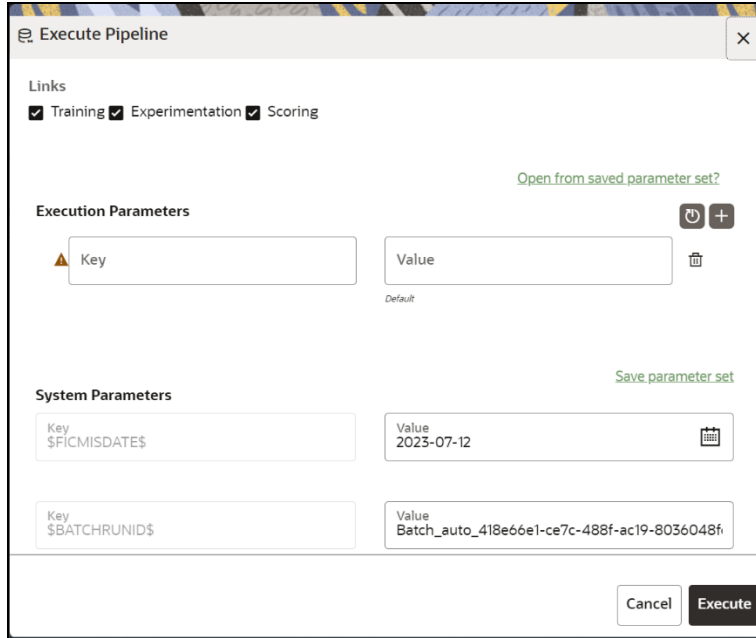 Execute Pipeline
Links
Training Experimentation Scoring
Open from saved parameter set?
Execution Parameters
Key
Value
Default
Save parameter set
System Parameters
Key
$FICMISDATE$
Value
2023-07-12
Key
$BATCHRUNID$
Value
Batch_auto_418e66e1-ce7c-488f-ac19-8036048f
Cancel Execute